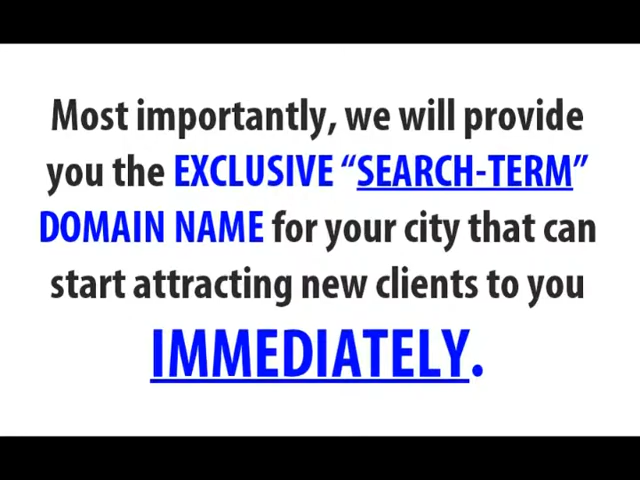 Most importantly, we will provide
you the EXCLUSIVE “SEARCH-TERM”
DOMAIN NAME for your city that can
start attracting new clients to you
IMMEDIATELY.